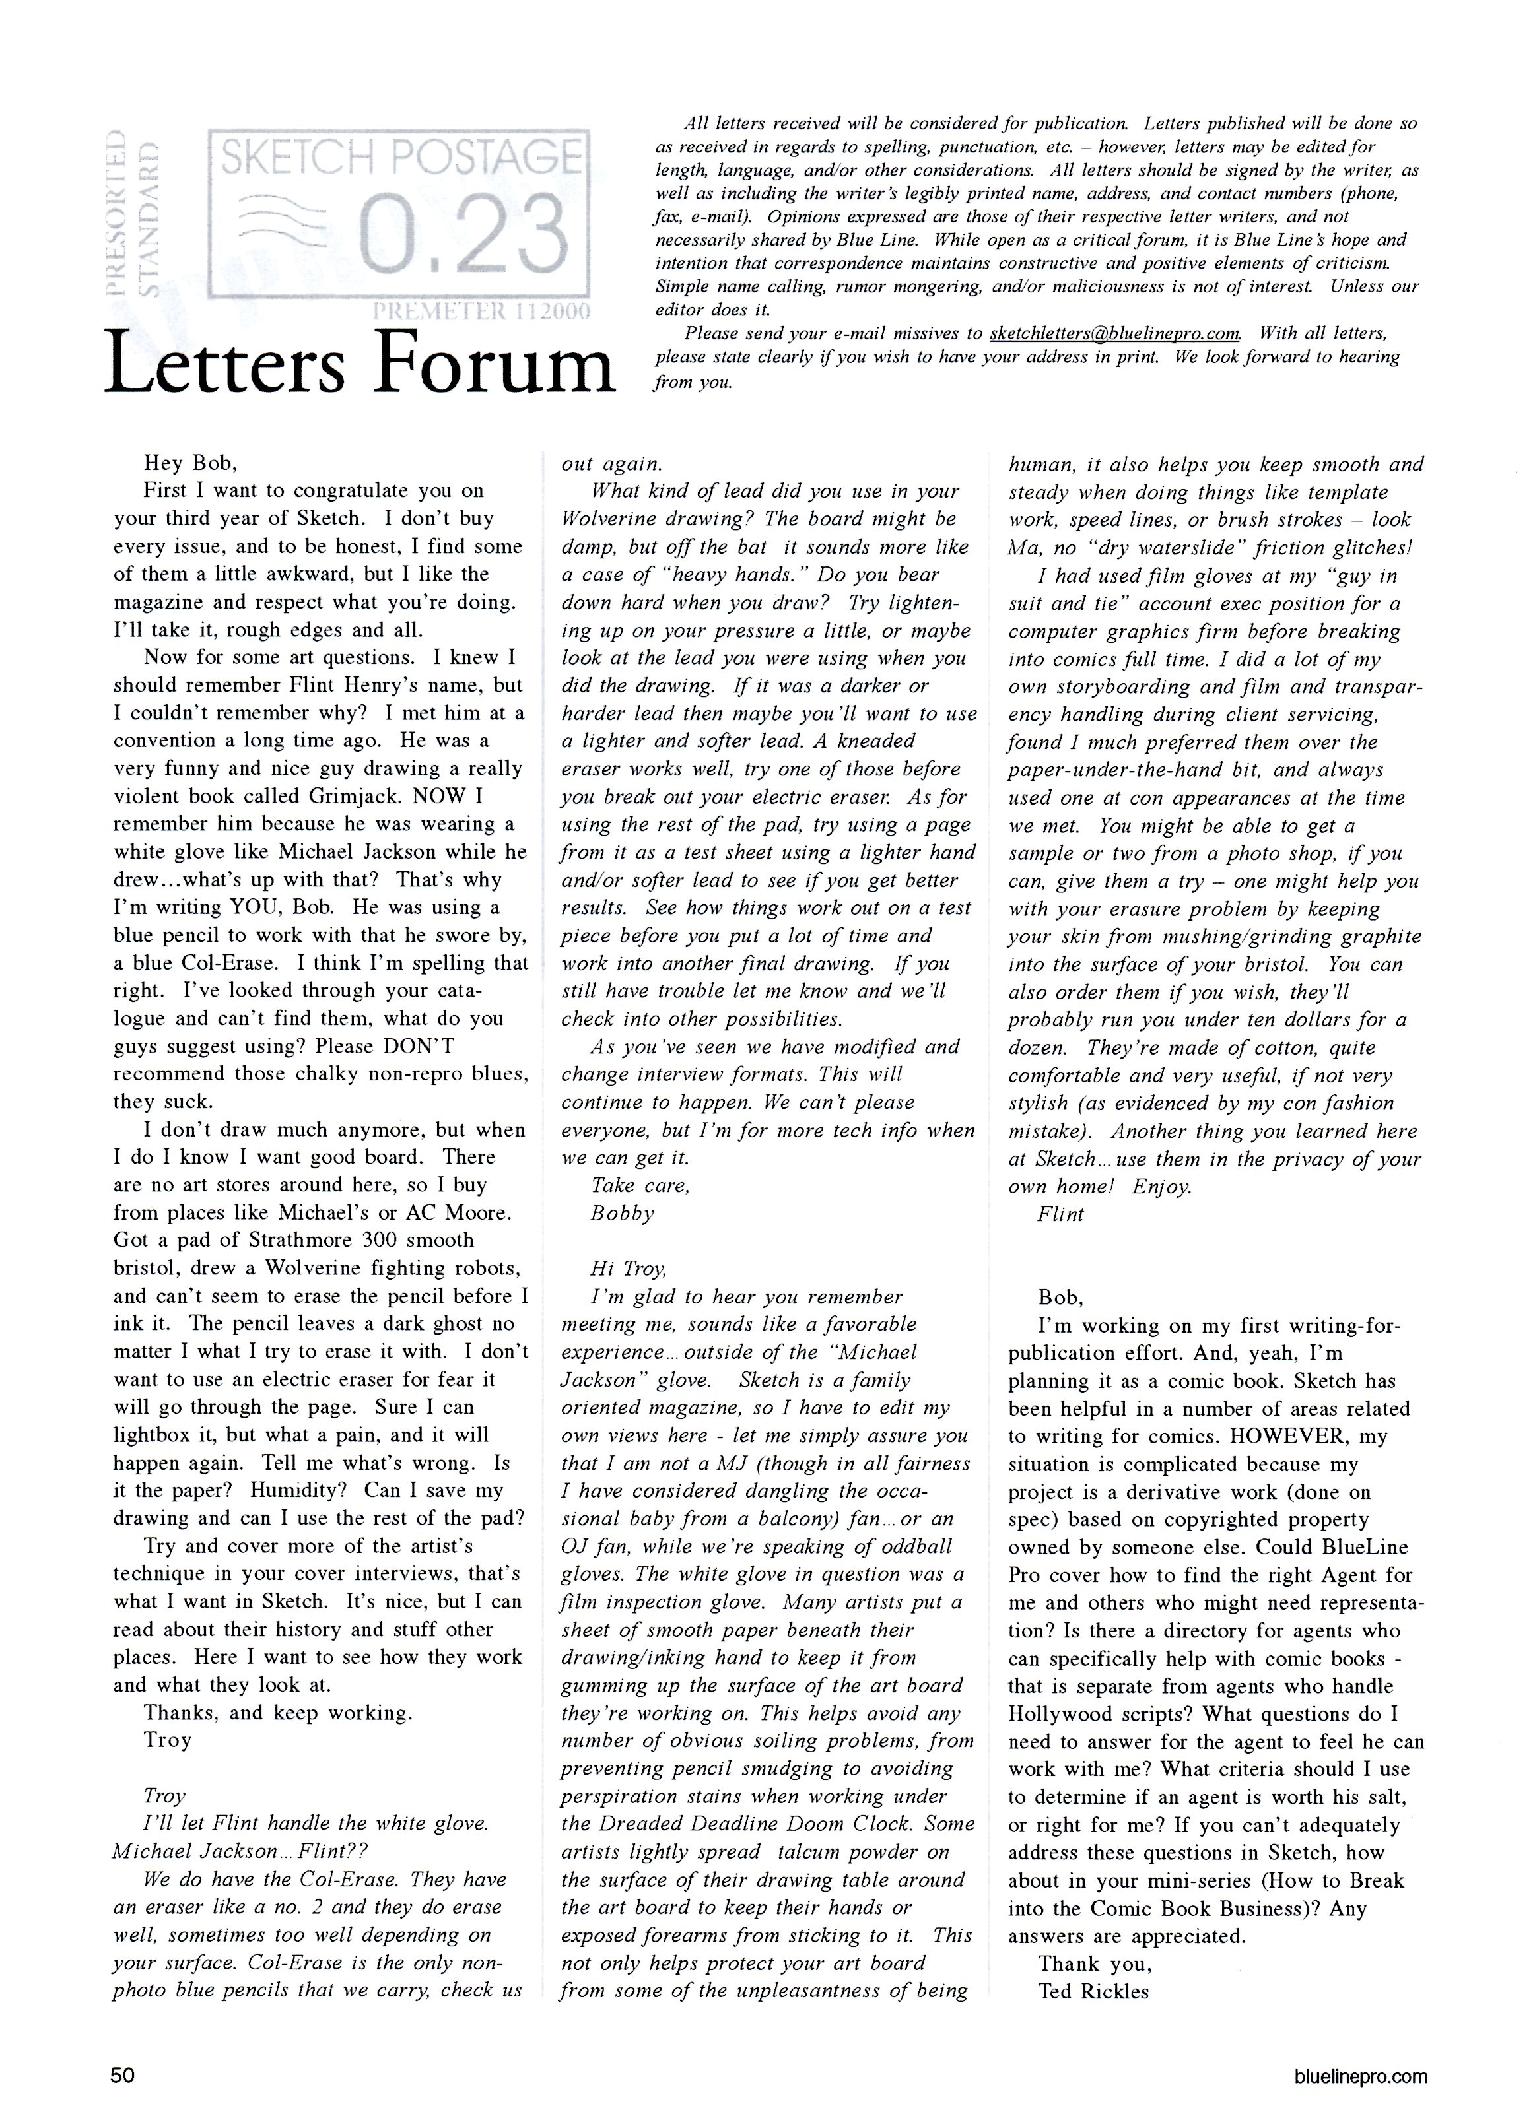 PRESORTED
STANDARD
SKETCH POSTAGE
0.23
PREMETER 112000
Letters Forum
All letters received will be considered for publication. Letters published will be done so
as received in regards to spelling, punctuation, etc. – however, letters may be edited for
length, language, and/or other considerations. All letters should be signed by the writer, as
well as including the writer's legibly printed name, address, and contact numbers (phone,
fax, e-mail). Opinions expressed are those of their respective letter writers, and not
necessarily shared by Blue Line. While open as a critical forum, it is Blue Line's hope and
intention that correspondence maintains constructive and positive elements of criticism.
Simple name calling, rumor mongering, and/or maliciousness is not of interest. Unless our
editor does it.
Please send your e-mail missives to sketchletters@bluelinepro.com. With all letters,
please state clearly if you wish to have your address in print. We look forward to hearing
from you.
Hey Bob,
First I want to congratulate you on
your third year of Sketch. I don't buy
every issue, and to be honest, I find some
of them a little awkward, but I like the
magazine and respect what you're doing.
I'll take it, rough edges and all.
Now for some art questions. I knew I
should remember Flint Henry's name, but
I couldn't remember why? I met him at a
convention a long time ago. He was a
very funny and nice guy drawing a really
violent book called Grimjack. NOW I
remember him because he was wearing a
white glove like Michael Jackson while he
drew...what's up with that? That's why
I'm writing YOU, Bob. He was using a
blue pencil to work with that he swore by,
a blue Col-Erase. I think I'm spelling that
right. I've looked through your cata-
logue and can't find them, what do you
guys suggest using? Please DON'T
recommend those chalky non-repro blues,
they suck.
I don't draw much anymore, but when
I do I know I want good board. There
are no art stores around here, so I buy
from places like Michael's or AC Moore.
Got a pad of Strathmore 300 smooth
bristol, drew a Wolverine fighting robots,
and can't seem to erase the pencil before I
ink it. The pencil leaves a dark ghost no
matter I what I try to erase it with. I don't
want to use an electric eraser for fear it
will go through the page. Sure I can
lightbox it, but what a pain, and it will
happen again. Tell me what's wrong. Is
it the paper? Humidity? Can I save my
drawing and can I use the rest of the pad?
Try and cover more of the artist's
technique in your cover interviews, that's
what I want in Sketch. It's nice, but I can
read about their history and stuff other
places. Here I want to see how they work
and what they look at.
Thanks, and keep working.
Troy
Troy
I'll let Flint handle the white glove.
Michael Jackson...Flint??
We do have the Col-Erase. They have
an eraser like a no. 2 and they do erase
well, sometimes too well depending on
your surface. Col-Erase is the only non-
photo blue pencils that we carry, check us
out again.
What kind of lead did you use in your
Wolverine drawing? The board might be
damp, but off the bat it sounds more like
a case of "heavy hands." Do you bear
down hard when you draw? Try lighten-
ing up on your pressure a little, or maybe
look at the lead you were using when you
did the drawing. If it was a darker or
harder lead then maybe you'll want to use
a lighter and softer lead. A kneaded
eraser works well, try one of those before
you break out your electric eraser. As for
using the rest of the pad, try using a page
from it as a test sheet using a lighter hand
and/or softer lead to see if you get better
results. See how things work out on a test
piece before you put a lot of time and
work into another final drawing. If you
still have trouble let me know and we'll
check into other possibilities.
As you've seen we have modified and
change interview formats. This will
continue to happen. We can't please
everyone, but I'm for more tech info when
we can get it.
Take care,
Bobby
Hi Troy,
I'm glad to hear you remember
meeting me, sounds like a favorable
experience...outside of the "Michael
Jackson" glove. Sketch is a family
oriented magazine, so I have to edit my
own views here - let me simply assure you
that I am not a MJ (though in all fairness
I have considered dangling the occa-
sional baby from a balcony) fan...or an
OJ fan, while we're speaking of oddball
gloves. The white glove in question was a
film inspection glove. Many artists put a
sheet of smooth paper beneath their
drawing/inking hand to keep it from
gumming up the surface of the art board
they're working on. This helps avoid any
number of obvious soiling problems, from
preventing pencil smudging to avoiding
perspiration stains when working under
the Dreaded Deadline Doom Clock. Some
artists lightly spread talcum powder on
the surface of their drawing table around
the art board to keep their hands or
exposed forearms from sticking to it. This
not only helps protect your art board
from some of the unpleasantness of being
human, it also helps you keep smooth and
steady when doing things like template
work, speed lines, or brush strokes – look
Ma, no "dry waterslide" friction glitches!
I had used film gloves at my "guy in
suit and tie" account exec position for a
computer graphics firm before breaking
into comics full time. I did a lot of my
own storyboarding and film and transpar-
ency handling during client servicing,
found I much preferred them over the
paper-under-the-hand bit, and always
used one at con appearances at the time
we met. You might be able to get a
sample or two from a photo shop, if you
can, give them a try – one might help you
with your erasure problem by keeping
your skin from mushing/grinding graphite
into the surface of your bristol. You can
also order them if you wish, they'll
probably run you under ten dollars for a
dozen. They're made of cotton, quite
comfortable and very useful, if not very
stylish (as evidenced by my con fashion
mistake). Another thing you learned here
at Sketch...use them in the privacy of your
own home! Enjoy.
Flint
Bob,
I'm working on my first writing-for-
publication effort. And, yeah, I'm
planning it as a comic book. Sketch has
been helpful in a number of areas related
to writing for comics. HOWEVER, my
situation is complicated because my
project is a derivative work (done on
spec) based on copyrighted property
owned by someone else. Could BlueLine
Pro cover how to find the right Agent for
me and others who might need representa-
tion? Is there a directory for agents who
can specifically help with comic books -
that is separate from agents who handle
Hollywood scripts? What questions do I
need to answer for the agent to feel he can
work with me? What criteria should I use
to determine if an agent is worth his salt,
or right for me? If you can't adequately
address these questions in Sketch, how
about in your mini-series (How to Break
into the Comic Book Business)? Any
answers are appreciated.
Thank you,
Ted Rickles
50
bluelinepro.com